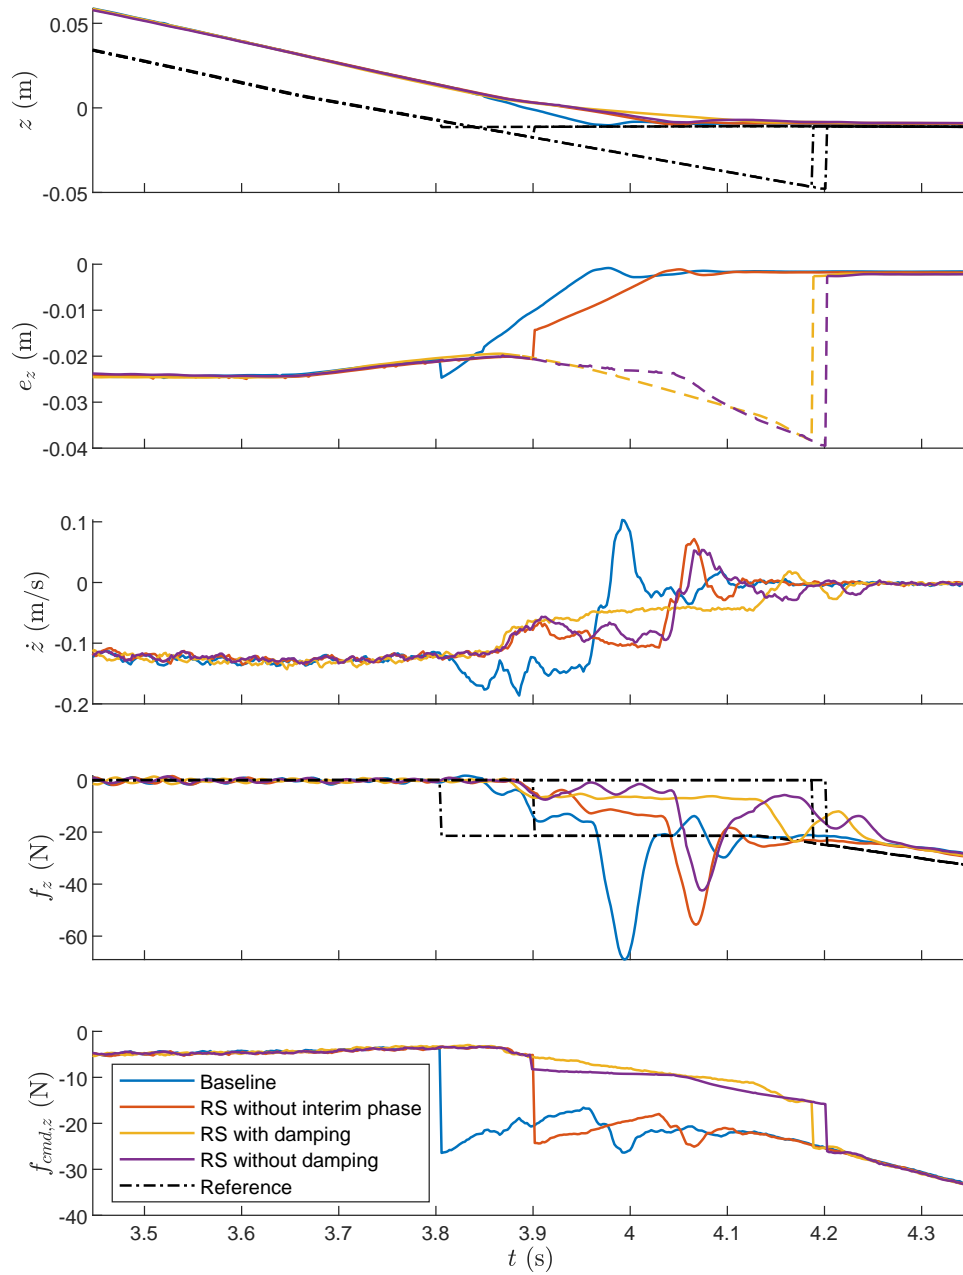 0.05
0
-0.05
z (m)
0
-0.01
-0.02
-0.03
-0.04
e_z (m)
0.1
0
-0.1
-0.2
ż (m/s)
0
-20
-40
-60
f_z (N)
0
-10
-20
-30
-40
f_{cmd,z} (N)
Baseline
RS without interim phase
RS with damping
RS without damping
Reference
3.5 3.6 3.7 3.8 3.9 4 4.1 4.2 4.3
t (s)